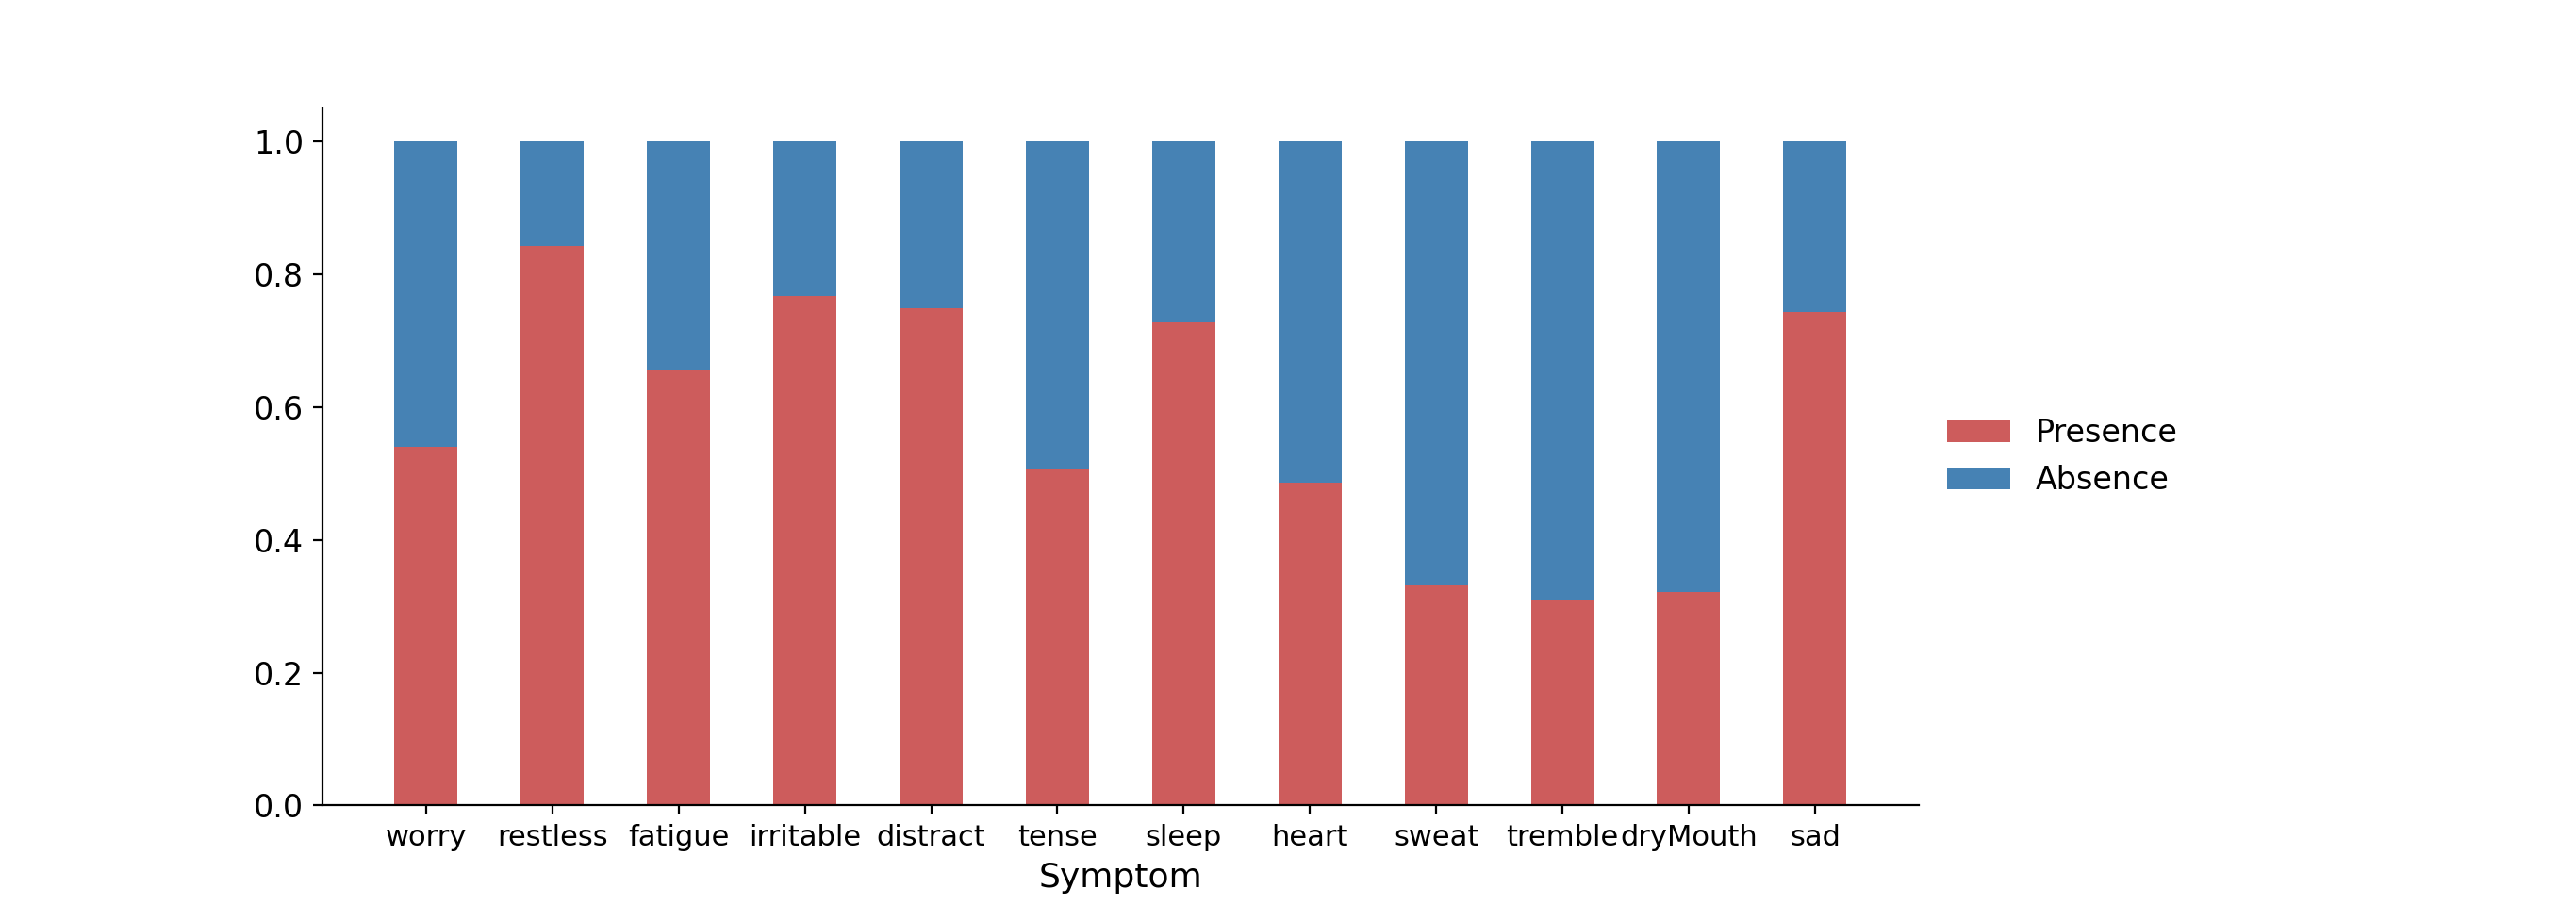 1.0
0.8
0.6
0.4
0.2
0.0
worry restless fatigue irritable distract tense sleep heart sweat tremble dryMouth sad
Symptom
Presence
Absence